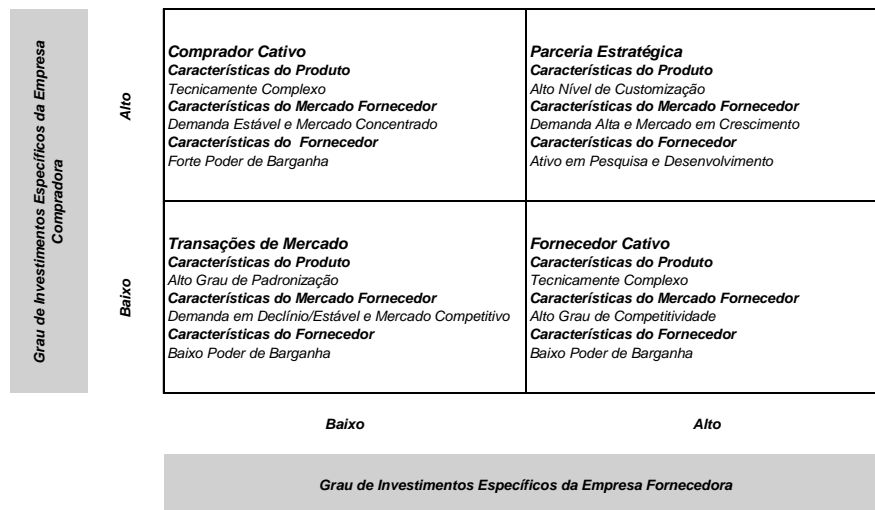 Grau de Investimentos Específicos da Empresa
Compradora
Alto
Comprador Cativo
Características do Produto
Tecnicamente Complexo
Características do Mercado Fornecedor
Demanda Estável e Mercado Concentrado
Características do  Fornecedor
Forte Poder de Barganha
Parceria Estratégica
Características do Produto
Alto Nível de Customização
Características do Mercado Fornecedor
Demanda Alta e Mercado em Crescimento
Características do Fornecedor
Ativo em Pesquisa e Desenvolvimento
Baixo
Transações de Mercado
Características do Produto
Alto Grau de Padronização
Características do Mercado Fornecedor
Demanda em Declínio/Estável e Mercado Competitivo
Características do Fornecedor
Baixo Poder de Barganha
Fornecedor Cativo
Características do Produto
Tecnicamente Complexo
Características do Mercado Fornecedor
Alto Grau de Competitividade
Características do Fornecedor
Baixo Poder de Barganha
Baixo
Alto
Grau de Investimentos Específicos da Empresa Fornecedora